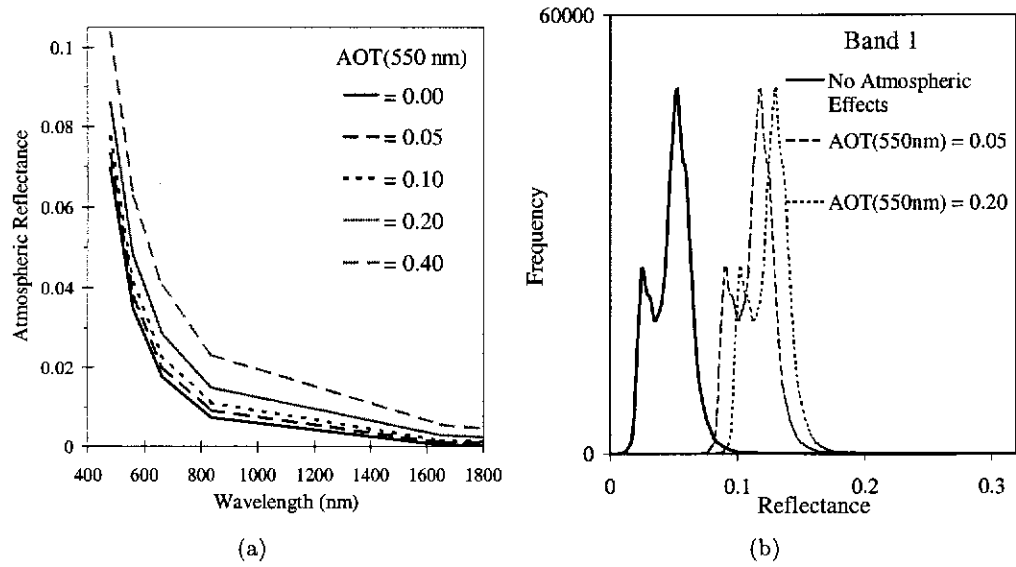 AOT(550 nm)
= 0.00
= 0.05
= 0.10
= 0.20
= 0.40
Atmospheric Reflectance
0.1
0.08
0.06
0.04
0.02
0
400 600 800 1000 1200 1400 1600 1800
Wavelength (nm)
(a)
60000
Band 1
No Atmospheric
Effects
AOT(550nm) = 0.05
AOT(550nm) = 0.20
Frequency
0
0 0.1 0.3
Reflectance
(b)